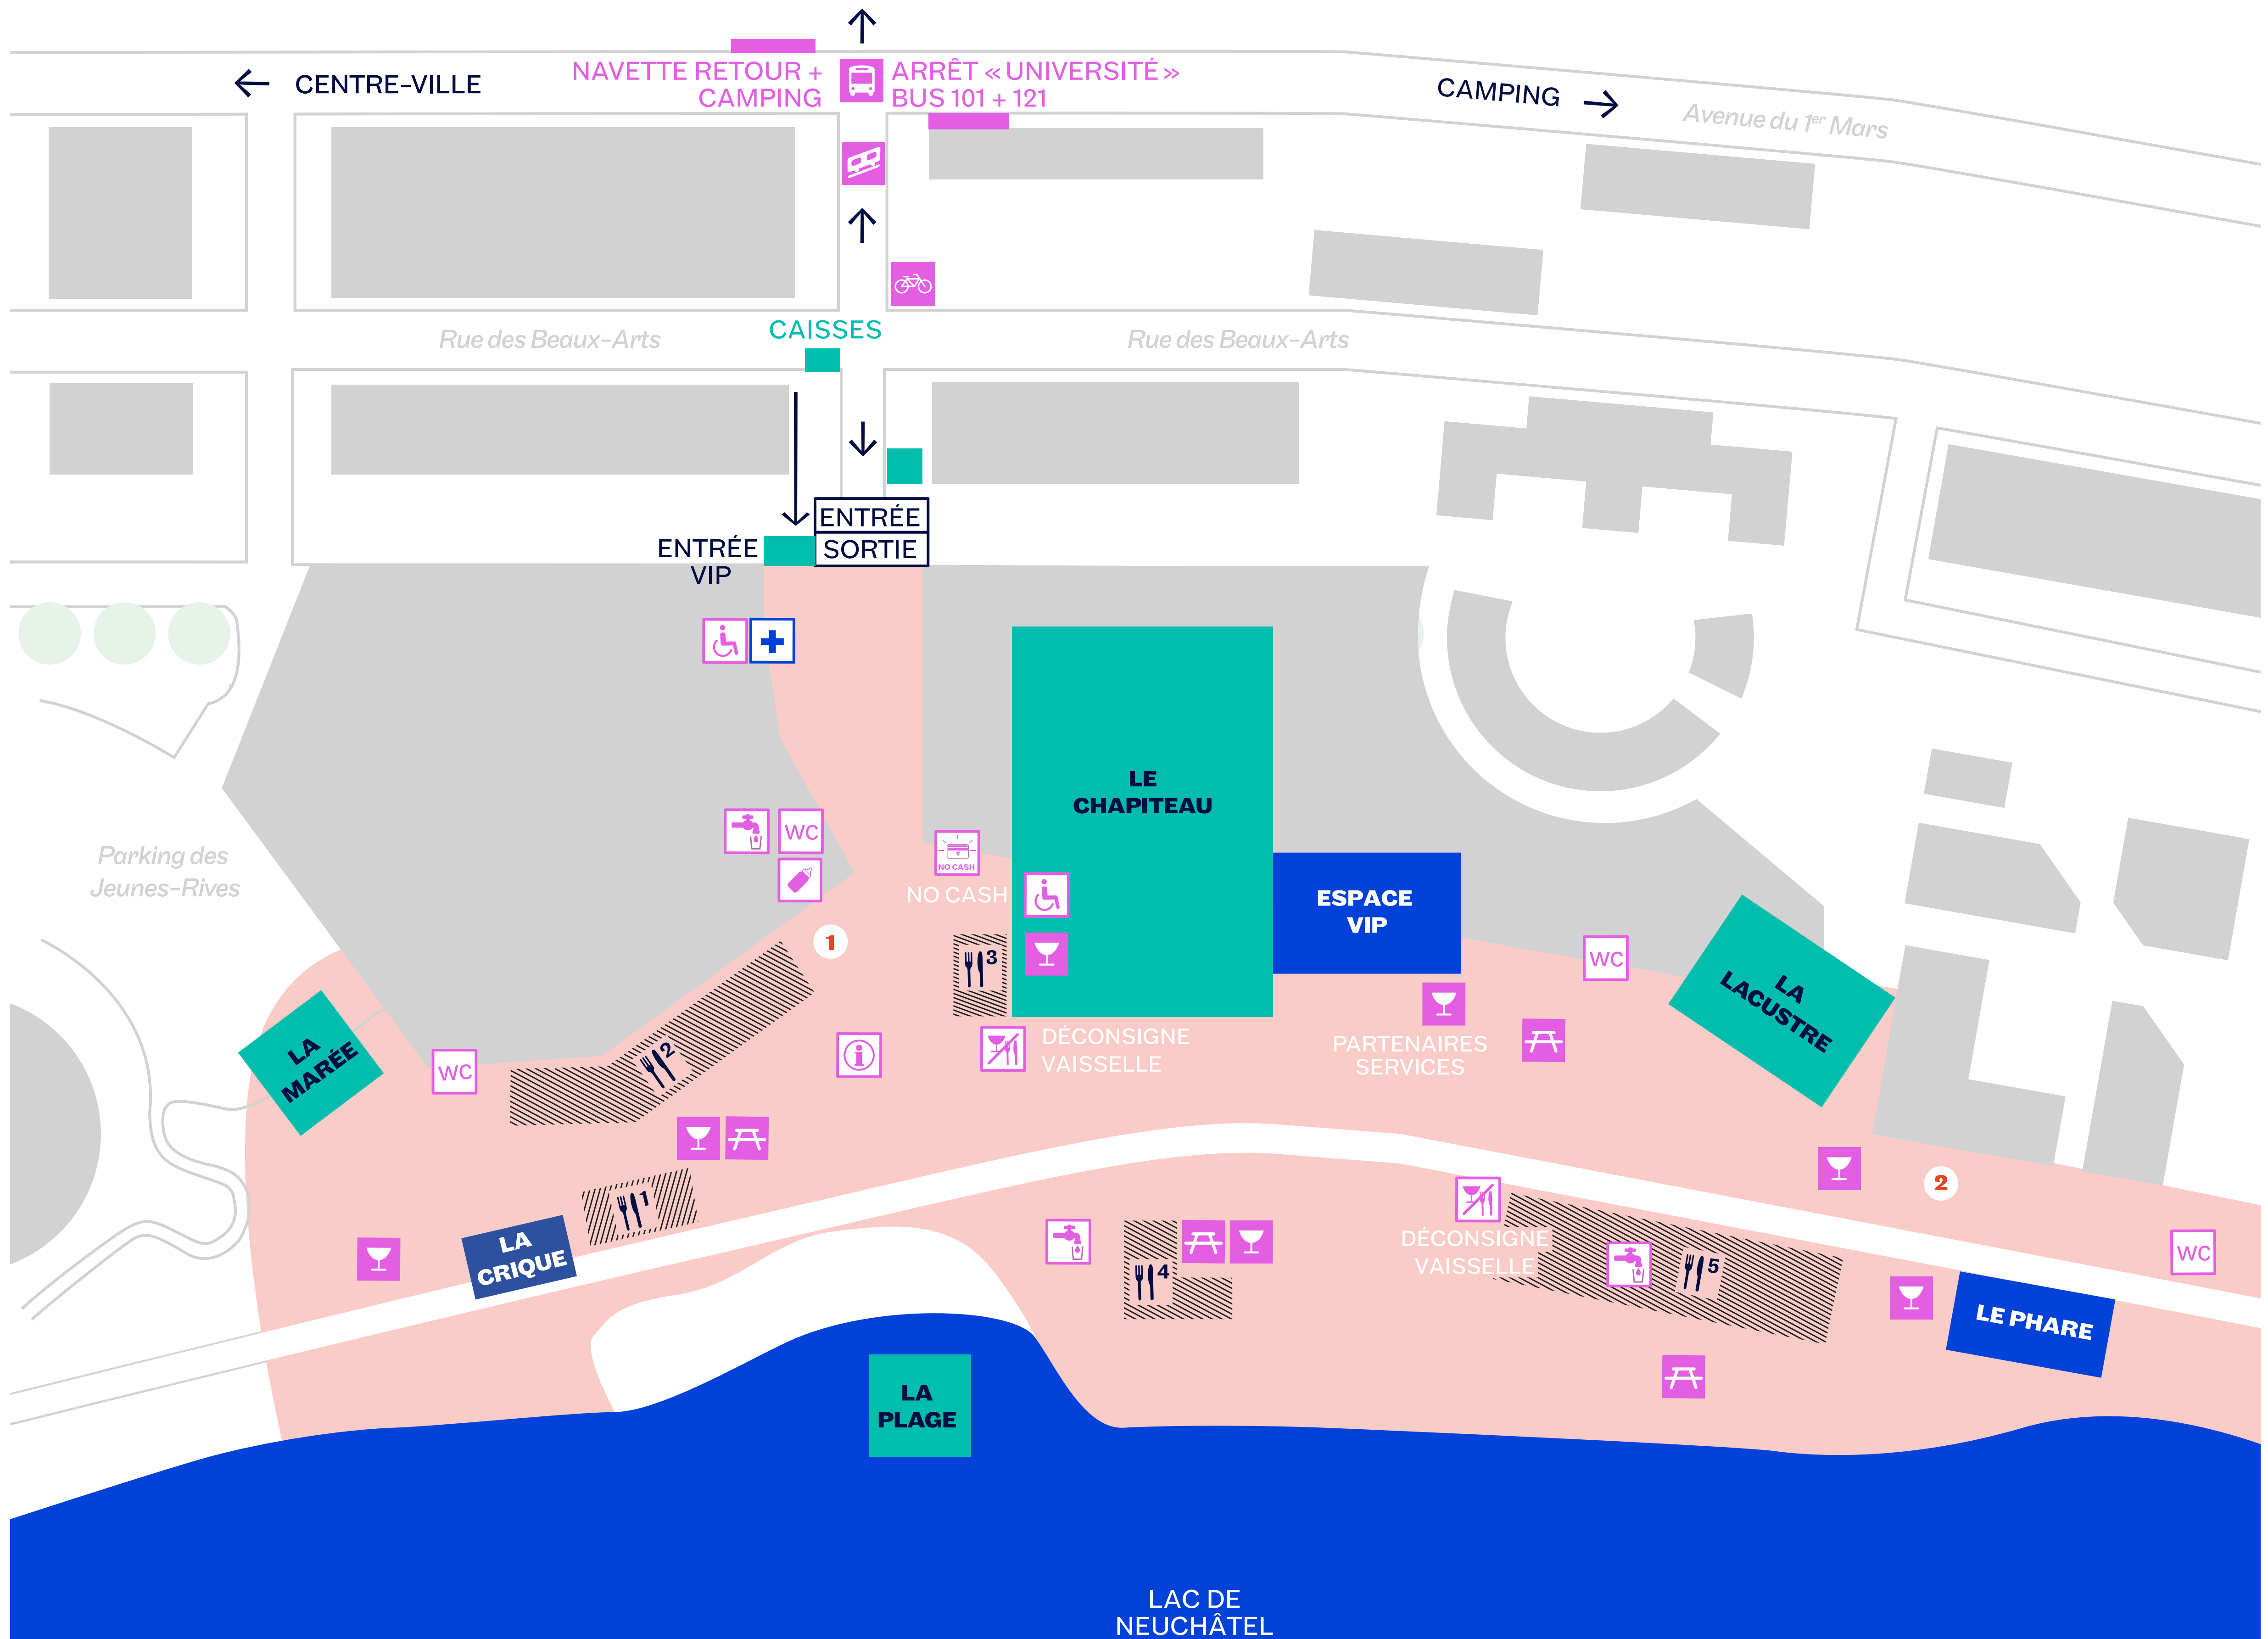 NAVETTE RETOUR +
CAMPING
ARRÊT « UNIVERSITÉ »
BUS 101 + 121
CENTRE-VILLE
CAMPING
Avenue du 1er Mars
CAISSES
Rue des Beaux-Arts
Rue des Beaux-Arts
ENTRÉE
SORTIE
ENTRÉE
VIP
LE
CHAPITEAU
WC
NO CASH
NO CASH
Parking des
Jeunes-Rives
ESPACE
VIP
1
3
WC
LA
LACUSTRE
LA
MARÉE
WC
2
DÉCONSIGNE
VAISSELLE
PARTENAIRES
SERVICES
1
2
LA
CRIQUE
4
DÉCONSIGNE
VAISSELLE
5
WC
LE PHARE
LA
PLAGE
LAC DE
NEUCHÂTEL